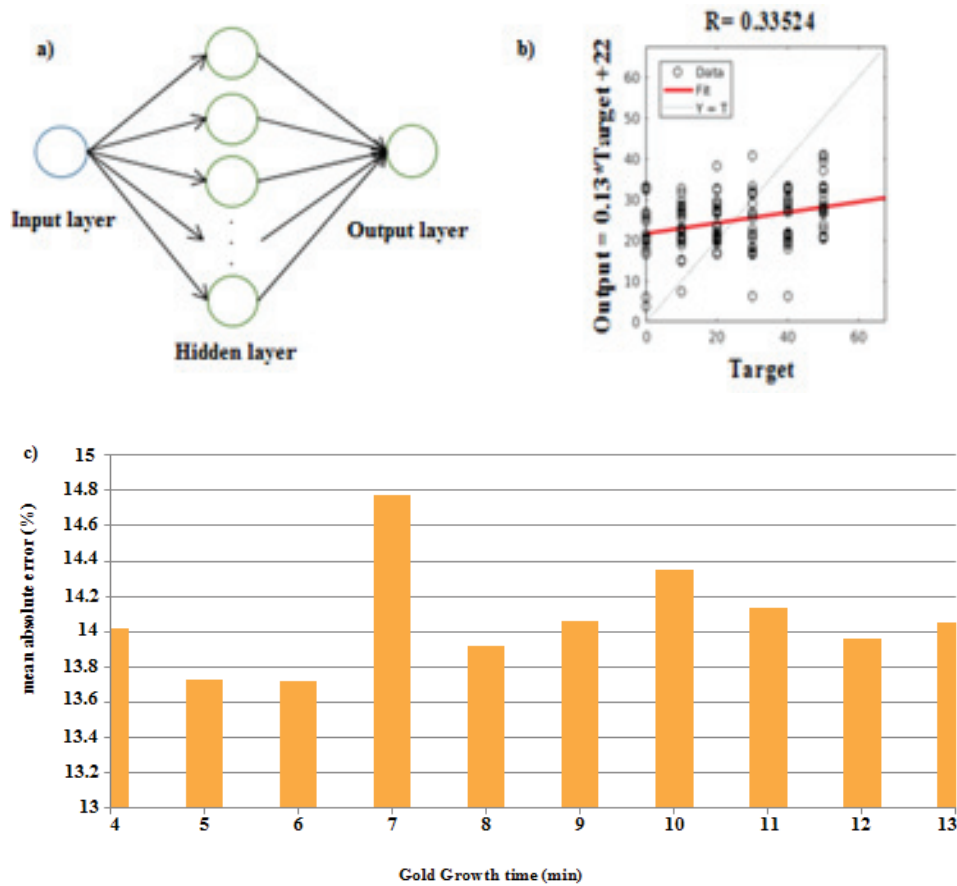 a)
Input layer
Hidden layer
Output layer
b)
R= 0.33524
Output = 0.13*Target +22
Data
Fit
Y = T
60
50
40
30
20
10
0
0
20
40
60
Target
c)
mean absolute error (%)
15
14.8
14.6
14.4
14.2
14
13.8
13.6
13.4
13.2
13
4 5 6 7 8 9 10 11 12 13
Gold Growth time (min)